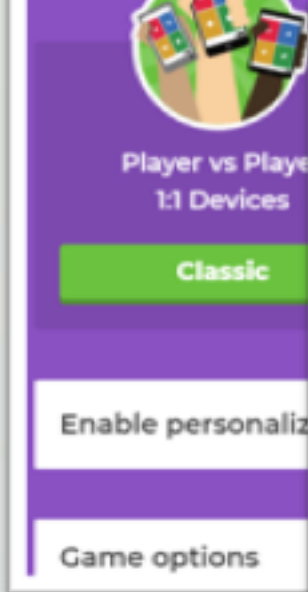 Player vs Playe
1:1 Devices
Classic
Enable personaliz
Game options